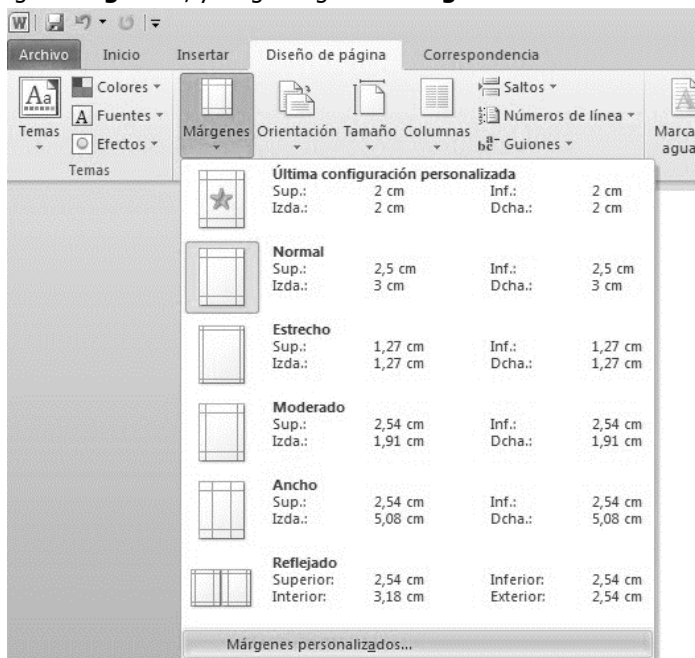 W
Archivo Inicio Insertar Diseño de página Correspondencia
Aa Temas
Colores
A Fuentes
Efectos
Temas
Márgenes Orientación Tamaño Columnas
Saltos
Números de línea
Guiones
Marca
agua
Última configuración personalizada
Sup.: 2 cm Inf.: 2 cm
Izda.: 2 cm Dcha.: 2 cm
Normal
Sup.: 2,5 cm Inf.: 2,5 cm
Izda.: 3 cm Dcha.: 3 cm
Estrecho
Sup.: 1,27 cm Inf.: 1,27 cm
Izda.: 1,27 cm Dcha.: 1,27 cm
Moderado
Sup.: 2,54 cm Inf.: 2,54 cm
Izda.: 1,91 cm Dcha.: 1,91 cm
Ancho
Sup.: 2,54 cm Inf.: 2,54 cm
Izda.: 5,08 cm Dcha.: 5,08 cm
Reflejado
Superior: 2,54 cm Inferior: 2,54 cm
Interior: 3,18 cm Exterior: 2,54 cm
Márgenes personalizados...